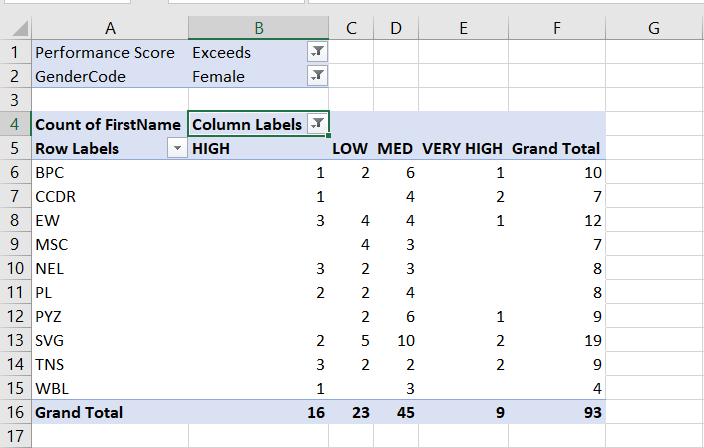 A B C D E F G
1 Performance Score Exceeds
2 GenderCode Female
3
4 Count of FirstName Column Labels
5 Row Labels HIGH LOW MED VERY HIGH Grand Total
6 BPC 1 2 6 1 10
7 CCDR 1 4 2 7
8 EW 3 4 4 1 12
9 MSC 4 3 7
10 NEL 3 2 3 8
11 PL 2 2 4 8
12 PYZ 2 6 1 9
13 SVG 2 5 10 2 19
14 TNS 3 2 2 2 9
15 WBL 1 3 4
16 Grand Total 16 23 45 9 93
17